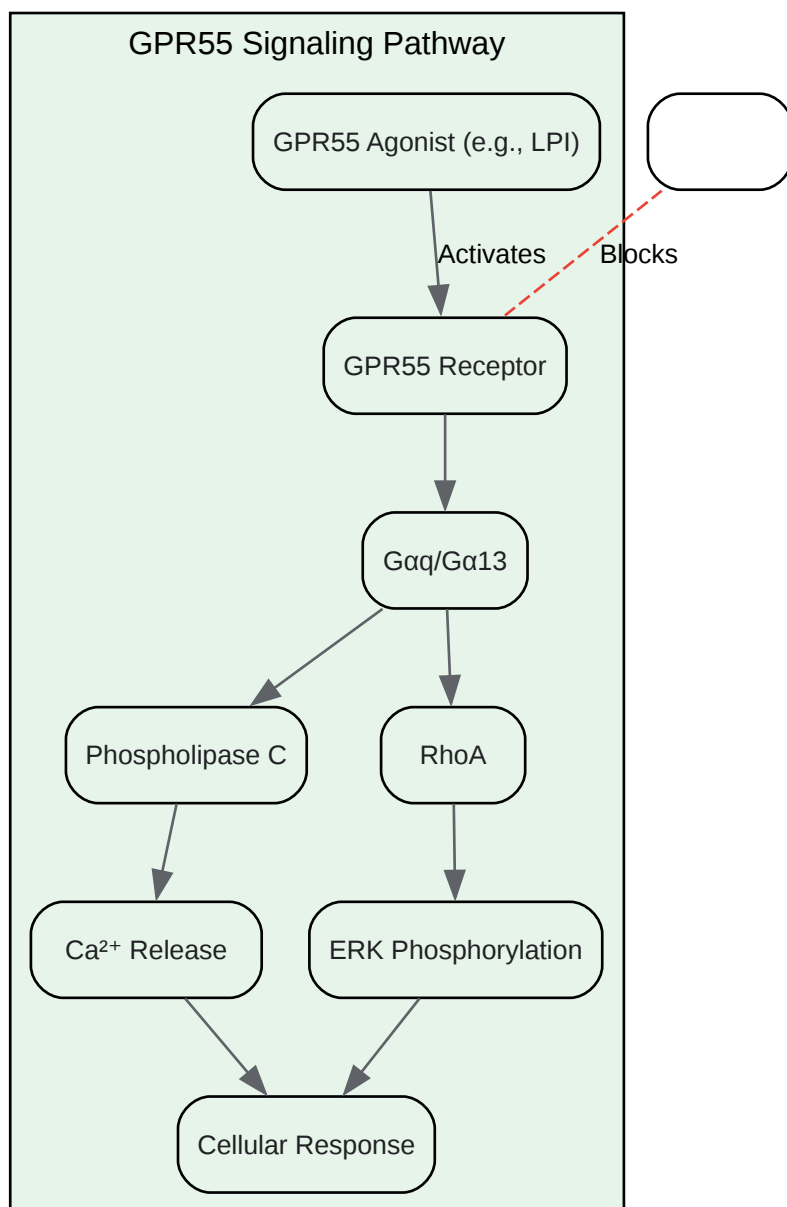 GPR55 Signaling Pathway
GPR55 Agonist (e.g., LPI)
Activates
Blocks
GPR55 Receptor
Gαq/Gα13
Phospholipase C
RhoA
Ca²⁺ Release
ERK Phosphorylation
Cellular Response